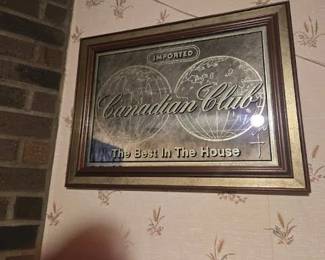 IMPORTED
Canadian Club
The Best In The House